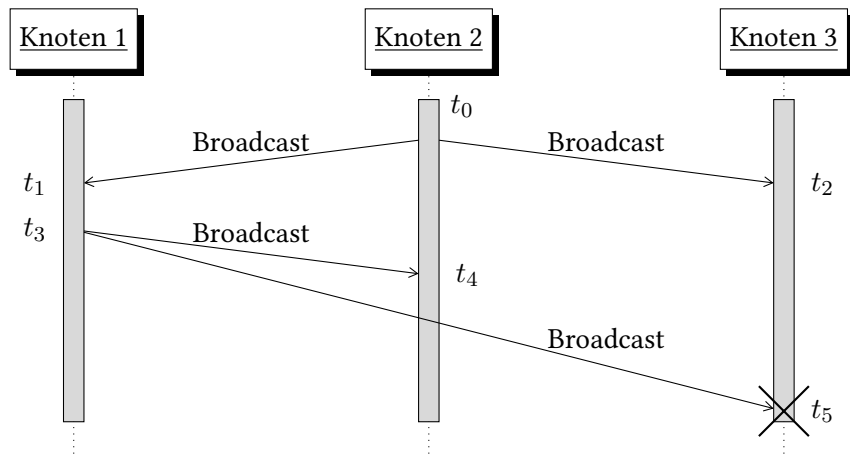 Knoten 1 Knoten 2 Knoten 3
t₀
Broadcast Broadcast
t₁ t₂
t₃ Broadcast
t₄
Broadcast
t₅